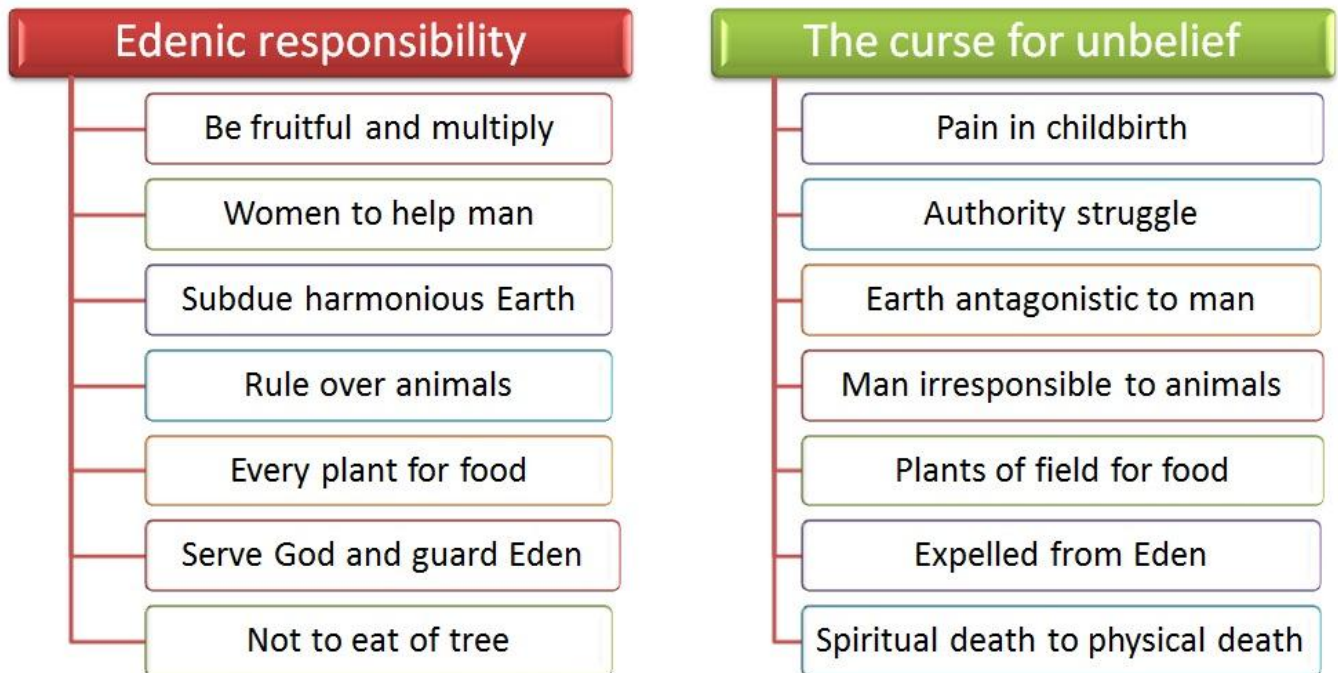 Edenic responsibility
Be fruitful and multiply
Women to help man
Subdue harmonious Earth
Rule over animals
Every plant for food
Serve God and guard Eden
Not to eat of tree
The curse for unbelief
Pain in childbirth
Authority struggle
Earth antagonistic to man
Man irresponsible to animals
Plants of field for food
Expelled from Eden
Spiritual death to physical death